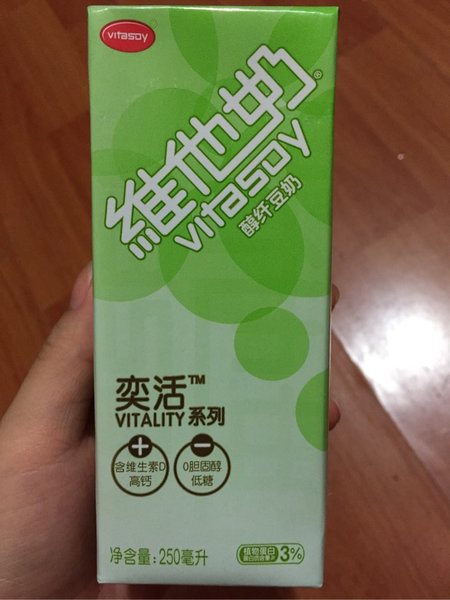 vitasoy
維他奶®
vitasoy
醇纤豆奶
奕活™
VITALITY 系列
含维生素D
高钙
0胆固醇
低糖
净含量:250毫升
植物蛋白
3%